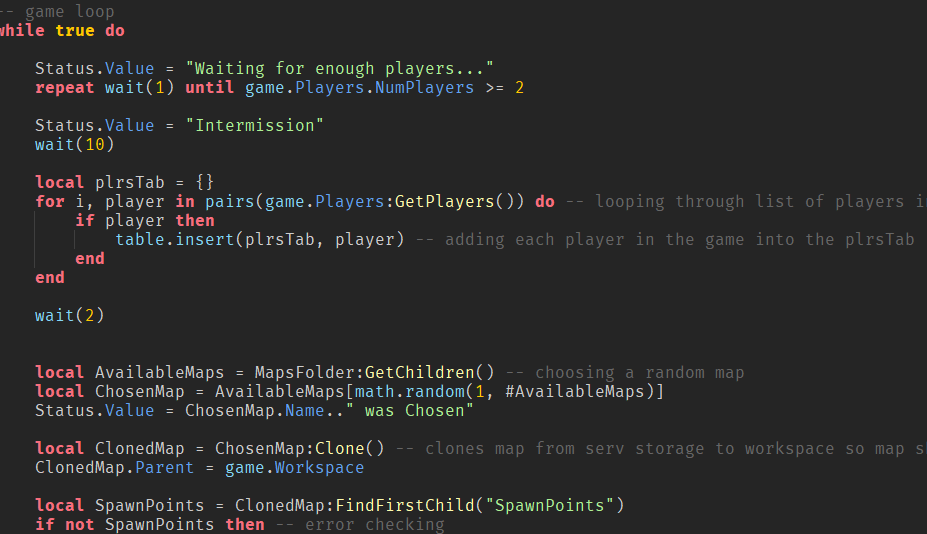 -- game loop
while true do
Status.Value = "Waiting for enough players..."
repeat wait(1) until game.Players.NumPlayers >= 2
Status.Value = "Intermission"
wait(10)
local plrsTab = {}
for i, player in pairs(game.Players:GetPlayers()) do -- looping through list of players
if player then
table.insert(plrsTab, player) -- adding each player in the game into the plrsTab
end
end
wait(2)
local AvailableMaps = MapsFolder:GetChildren() -- choosing a random map
local ChosenMap = AvailableMaps[math.random(1, #AvailableMaps)]
Status.Value = ChosenMap.Name.." was Chosen"
local ClonedMap = ChosenMap:Clone() -- clones map from serv storage to workspace so map
ClonedMap.Parent = game.Workspace
local SpawnPoints = ClonedMap:FindFirstChild("SpawnPoints")
if not SpawnPoints then -- error checking